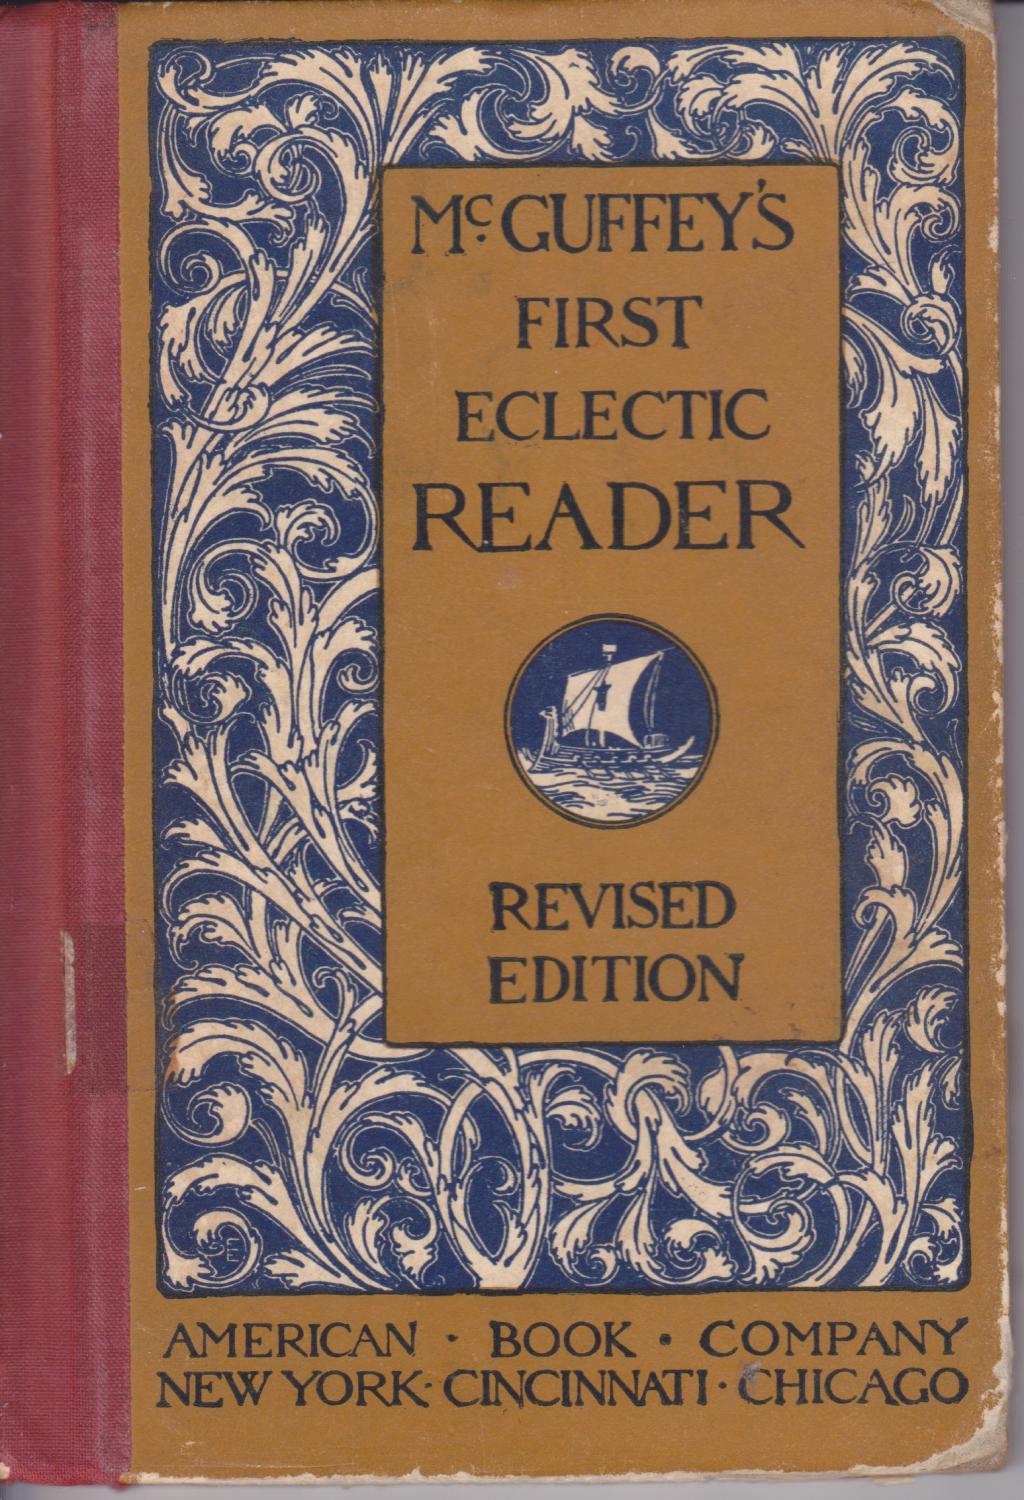 McGUFFEY'S
FIRST
ECLECTIC
READER
REVISED
EDITION
AMERICAN · BOOK · COMPANY
NEW YORK · CINCINNATI · CHICAGO